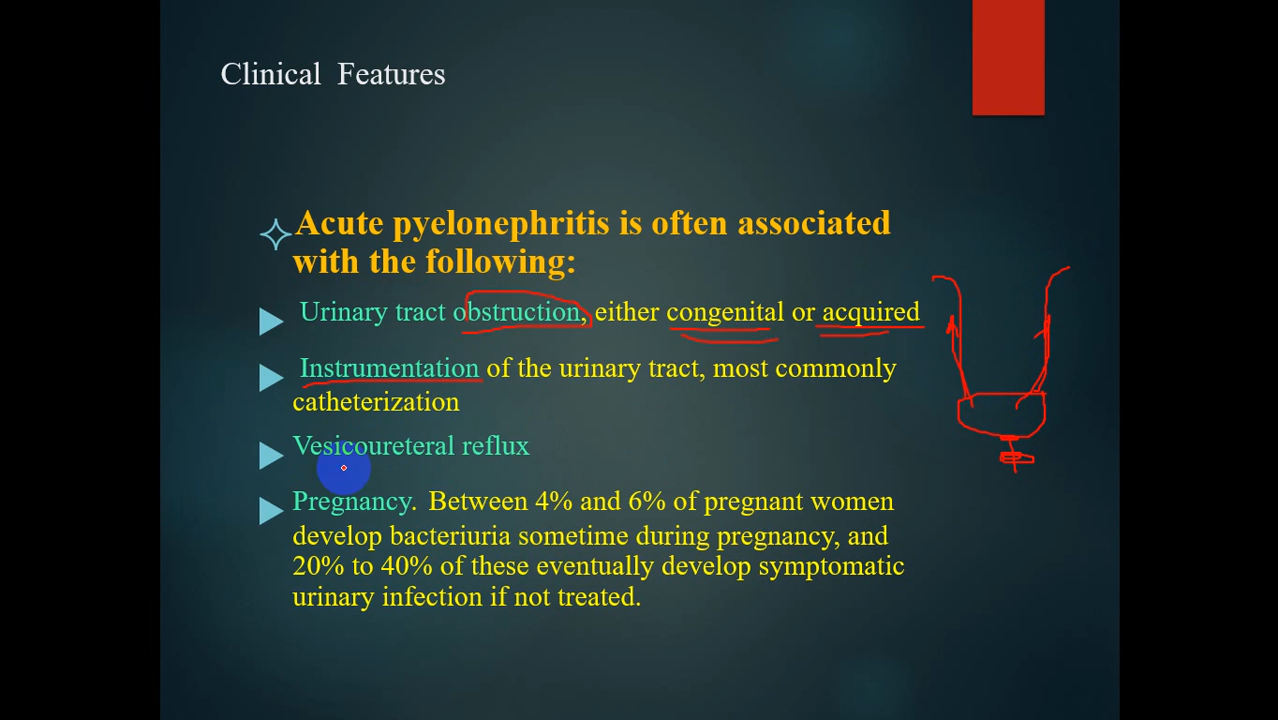 Clinical Features
Acute pyelonephritis is often associated
with the following:
Urinary tract obstruction, either congenital or acquired
Instrumentation of the urinary tract, most commonly
catheterization
Vesicoureteral reflux
Pregnancy. Between 4% and 6% of pregnant women
develop bacteriuria sometime during pregnancy, and
20% to 40% of these eventually develop symptomatic
urinary infection if not treated.